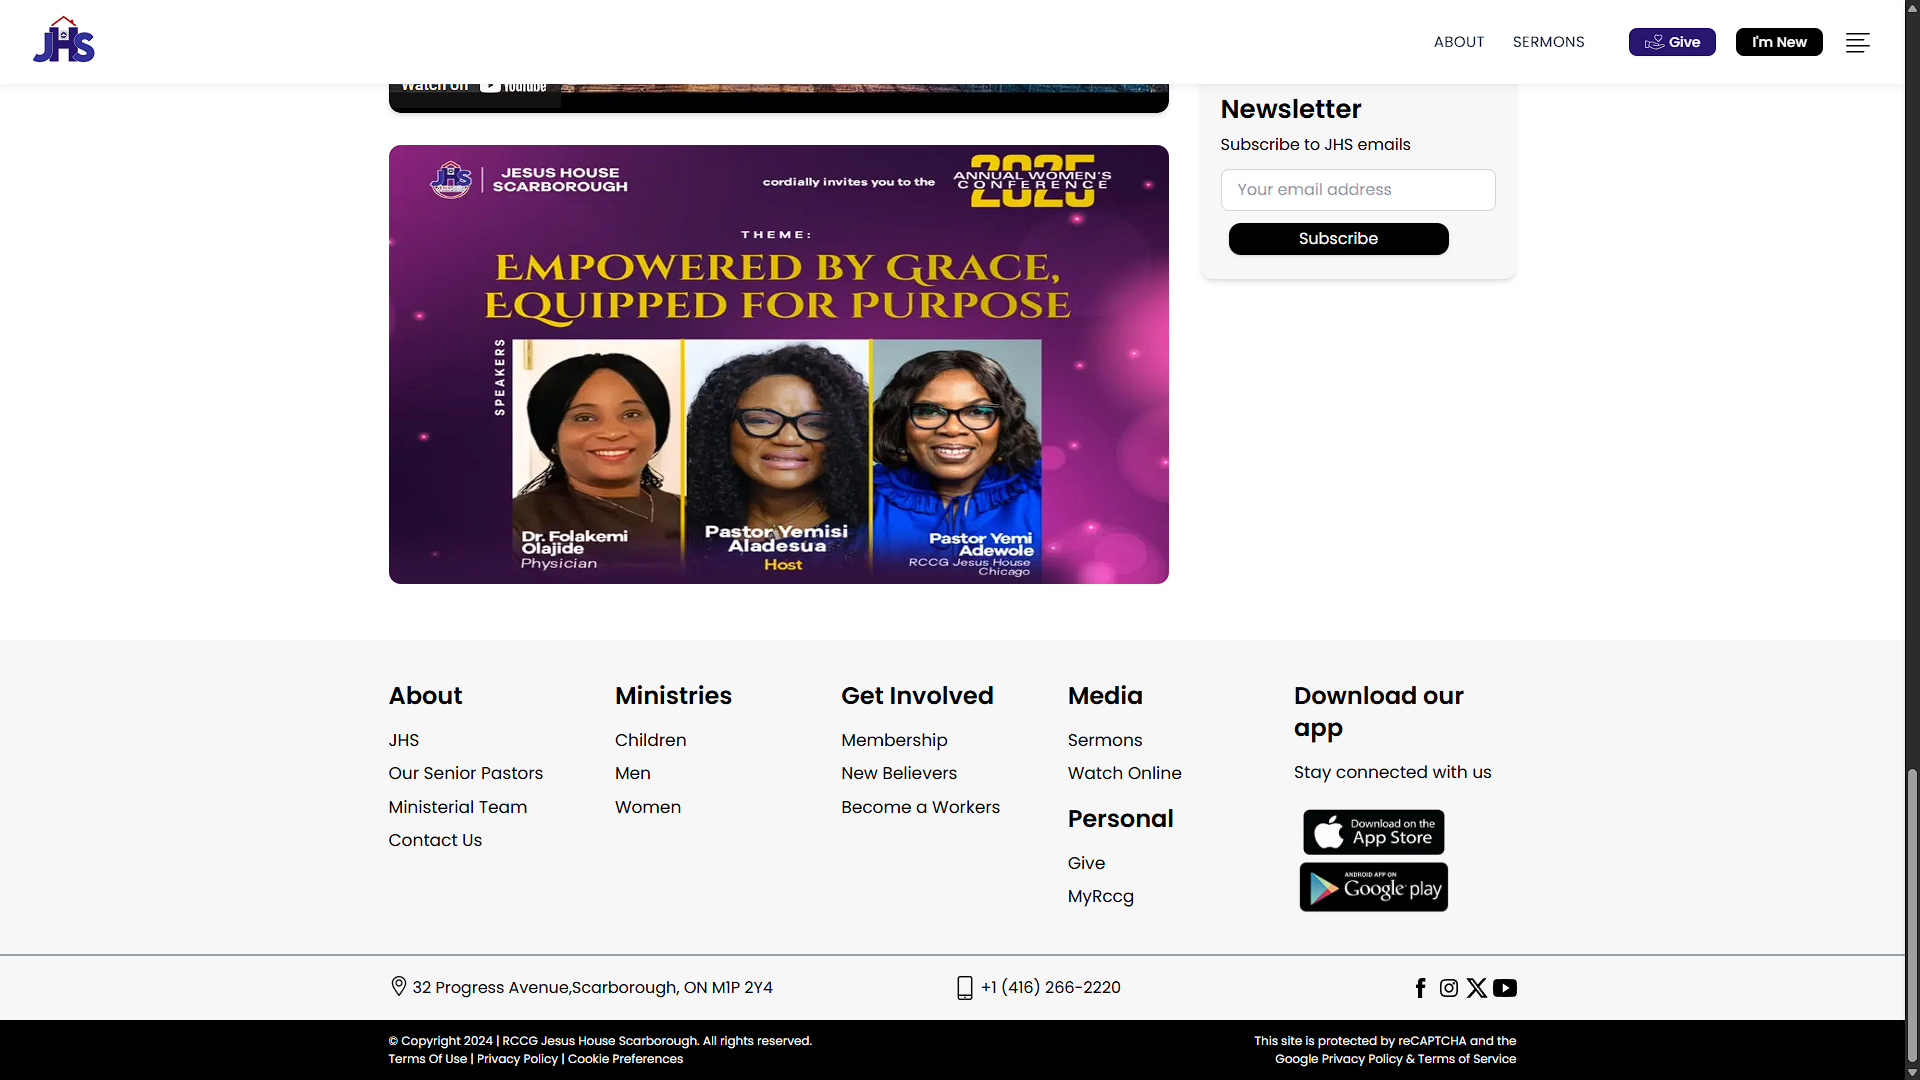 JHS
ABOUT
SERMONS
Give
I'm New
Watch on YouTube
JHS
JESUS HOUSE
SCARBOROUGH
cordially invites you to the
2025
ANNUAL WOMEN'S
CONFERENCE
THEME:
EMPOWERED BY GRACE,
EQUIPPED FOR PURPOSE
SPEAKERS
Dr. Folakemi
Olajide
Physician
Pastor Yemisi
Aladesua
Host
Pastor Yemi
Adewole
RCCG Jesus House
Chicago
Newsletter
Subscribe to JHS emails
Your email address
Subscribe
About
JHS
Our Senior Pastors
Ministerial Team
Contact Us
Ministries
Children
Men
Women
Get Involved
Membership
New Believers
Become a Workers
Media
Sermons
Watch Online
Personal
Give
MyRccg
Download our
app
Stay connected with us
Download on the
App Store
ANDROID APP ON
Google play
32 Progress Avenue,Scarborough, ON M1P 2Y4
+1 (416) 266-2220
© Copyright 2024 | RCCG Jesus House Scarborough. All rights reserved.
Terms Of Use | Privacy Policy | Cookie Preferences
This site is protected by reCAPTCHA and the
Google Privacy Policy & Terms of Service